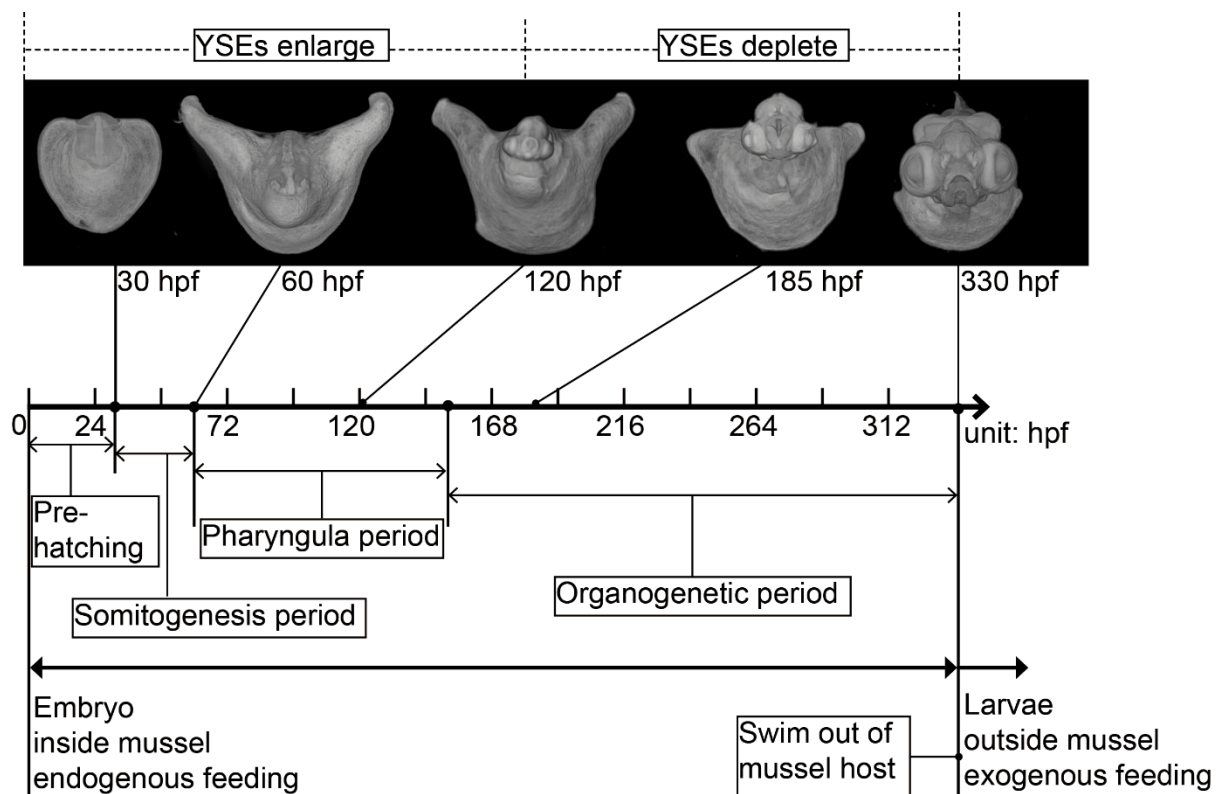 YSEs enlarge
YSEs deplete
30 hpf
60 hpf
120 hpf
185 hpf
330 hpf
0
24
72
120
168
216
264
312
unit: hpf
Pre-
hatching
Pharyngula period
Somitogenesis period
Organogenetic period
Embryo
inside mussel
endogenous feeding
Swim out of
mussel host
Larvae
outside mussel
exogenous feeding